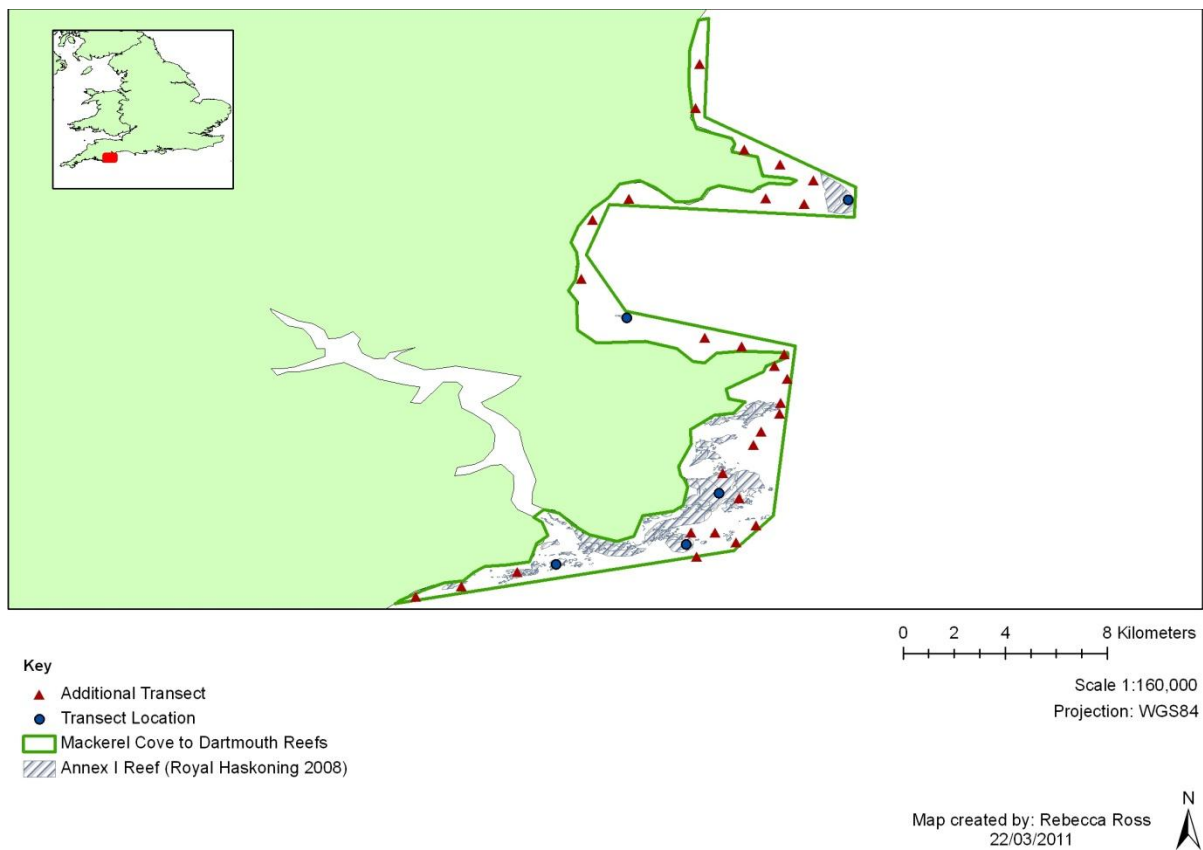 0 2 4 8 Kilometers
Scale 1:160,000
Projection: WGS84
Key
Additional Transect
Transect Location
Mackerel Cove to Dartmouth Reefs
Annex I Reef (Royal Haskoning 2008)
Map created by: Rebecca Ross
22/03/2011
N